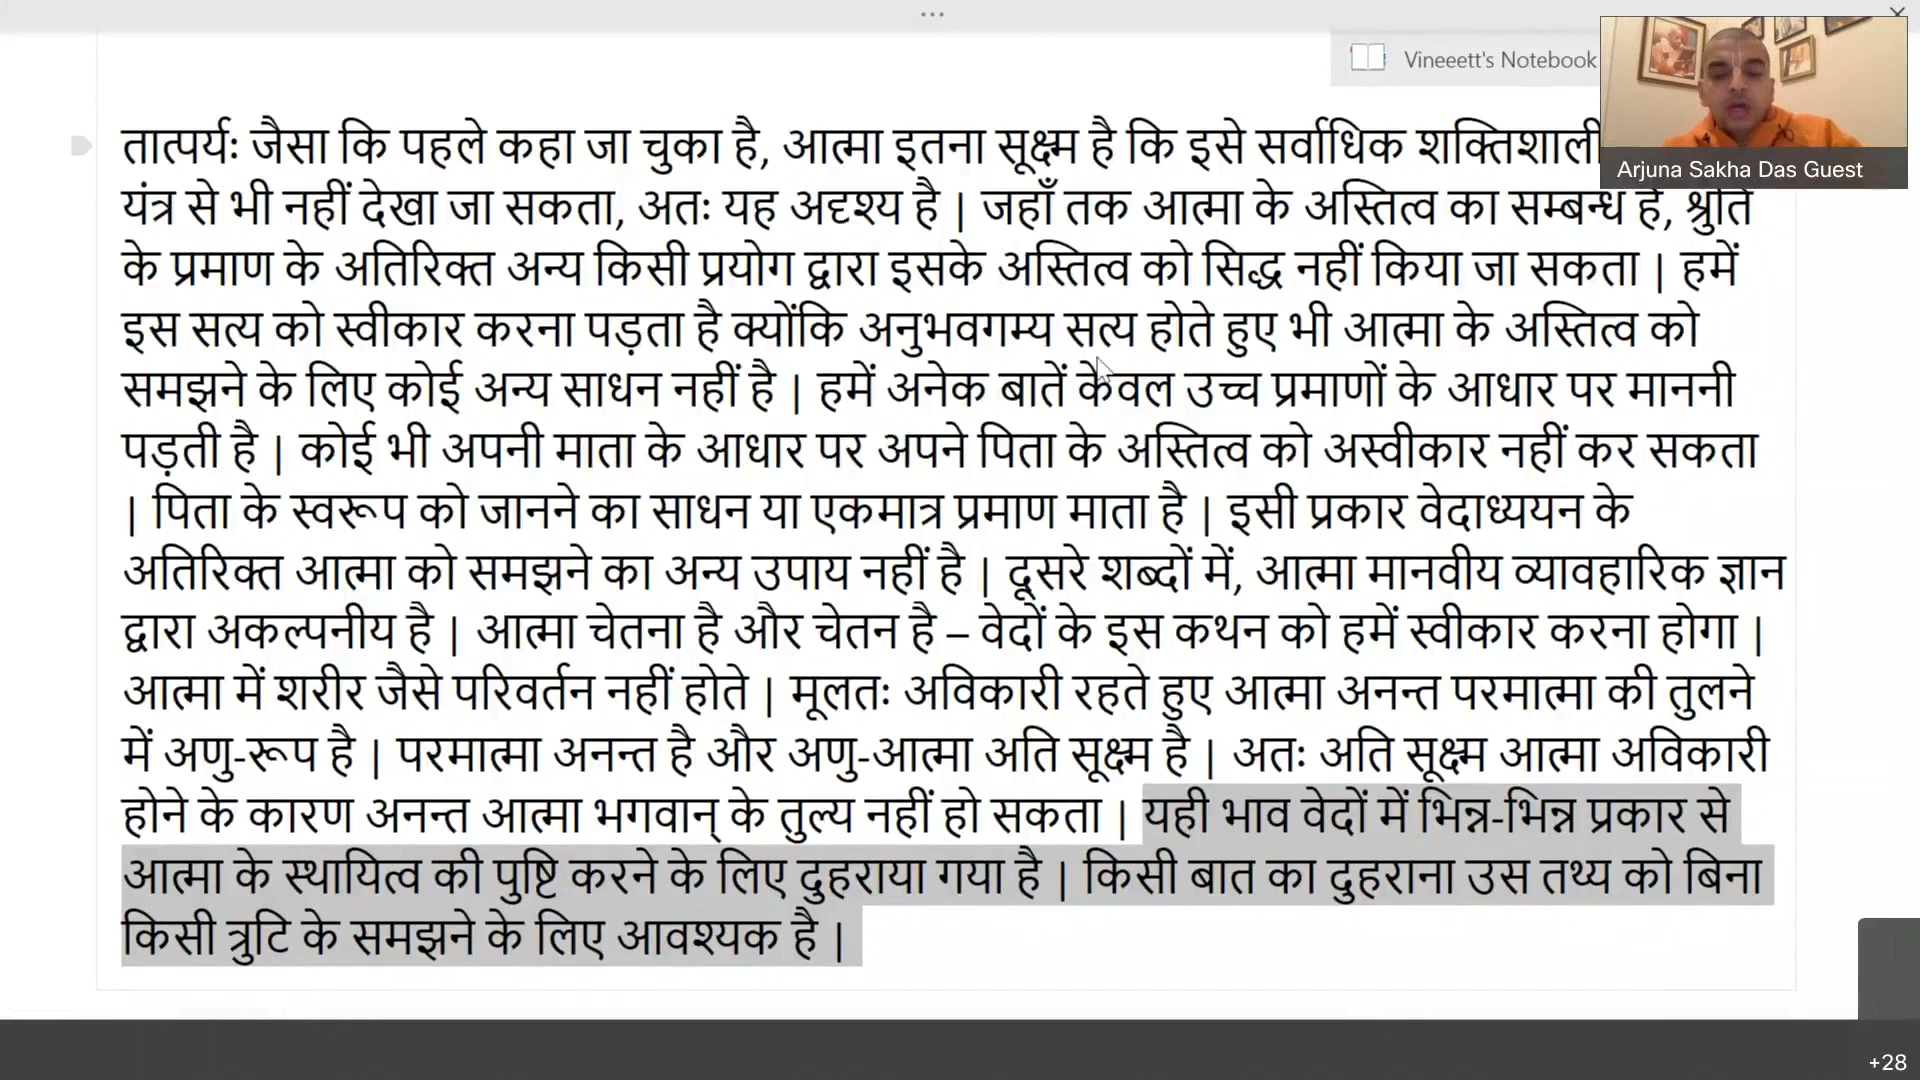 ...
Vineeett's Notebook
तात्पर्यः जैसा कि पहले कहा जा चुका है, आत्मा इतना सूक्ष्म है कि इसे सर्वाधिक शक्तिशाली
Arjuna Sakha Das Guest
यंत्र से भी नहीं देखा जा सकता, अतः यह अदृश्य है | जहाँ तक आत्मा के अस्तित्व का सम्बन्ध है, श्रुति
के प्रमाण के अतिरिक्त अन्य किसी प्रयोग द्वारा इसके अस्तित्व को सिद्ध नहीं किया जा सकता | हमें
इस सत्य को स्वीकार करना पड़ता है क्योंकि अनुभवगम्य सत्य होते हुए भी आत्मा के अस्तित्व को
समझने के लिए कोई अन्य साधन नहीं है | हमें अनेक बातें केवल उच्च प्रमाणों के आधार पर माननी
पड़ती है | कोई भी अपनी माता के आधार पर अपने पिता के अस्तित्व को अस्वीकार नहीं कर सकता
| पिता के स्वरूप को जानने का साधन या एकमात्र प्रमाण माता है | इसी प्रकार वेदाध्ययन के
अतिरिक्त आत्मा को समझने का अन्य उपाय नहीं है | दूसरे शब्दों में, आत्मा मानवीय व्यावहारिक ज्ञान
द्वारा अकल्पनीय है | आत्मा चेतना है और चेतन है – वेदों के इस कथन को हमें स्वीकार करना होगा |
आत्मा में शरीर जैसे परिवर्तन नहीं होते | मूलतः अविकारी रहते हुए आत्मा अनन्त परमात्मा की तुलने
में अणु-रूप है | परमात्मा अनन्त है और अणु-आत्मा अति सूक्ष्म है | अतः अति सूक्ष्म आत्मा अविकारी
होने के कारण अनन्त आत्मा भगवान् के तुल्य नहीं हो सकता | यही भाव वेदों में भिन्न-भिन्न प्रकार से
आत्मा के स्थायित्व की पुष्टि करने के लिए दुहराया गया है | किसी बात का दुहराना उस तथ्य को बिना
किसी त्रुटि के समझने के लिए आवश्यक है |
+28